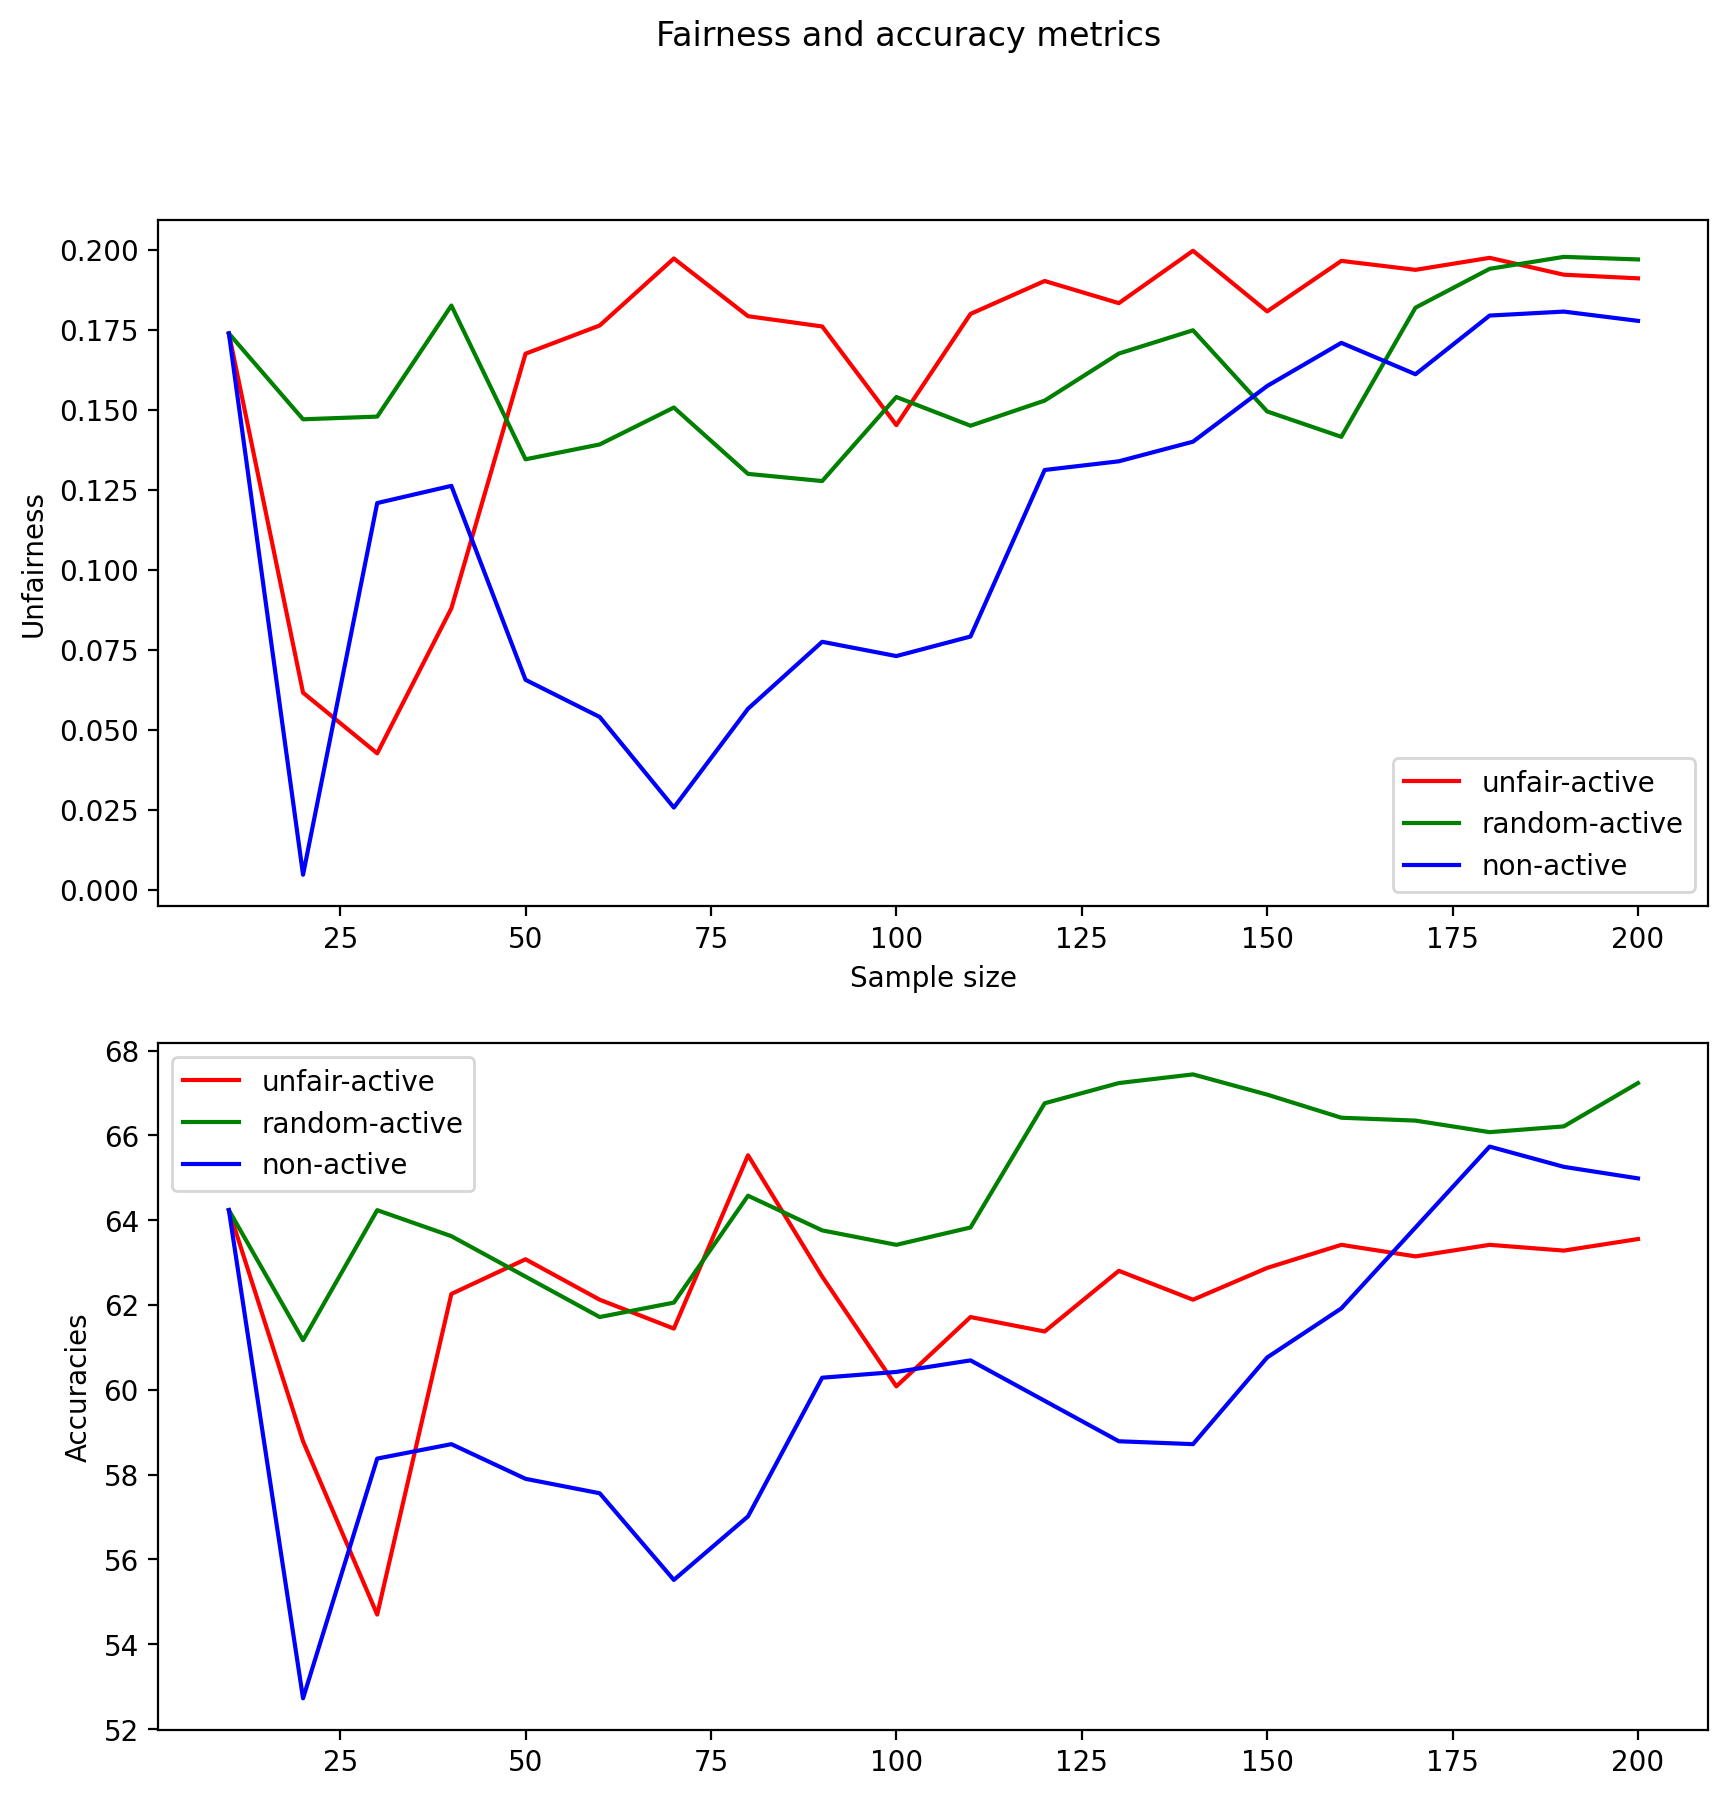 Fairness and accuracy metrics
0.200
0.175
0.150
0.125
0.100
0.075
0.050
0.025
0.000
Unfairness
unfair-active
random-active
non-active
25 50 75 100 125 150 175 200
Sample size
68
66
64
62
60
58
56
54
52
Accuracies
unfair-active
random-active
non-active
25 50 75 100 125 150 175 200